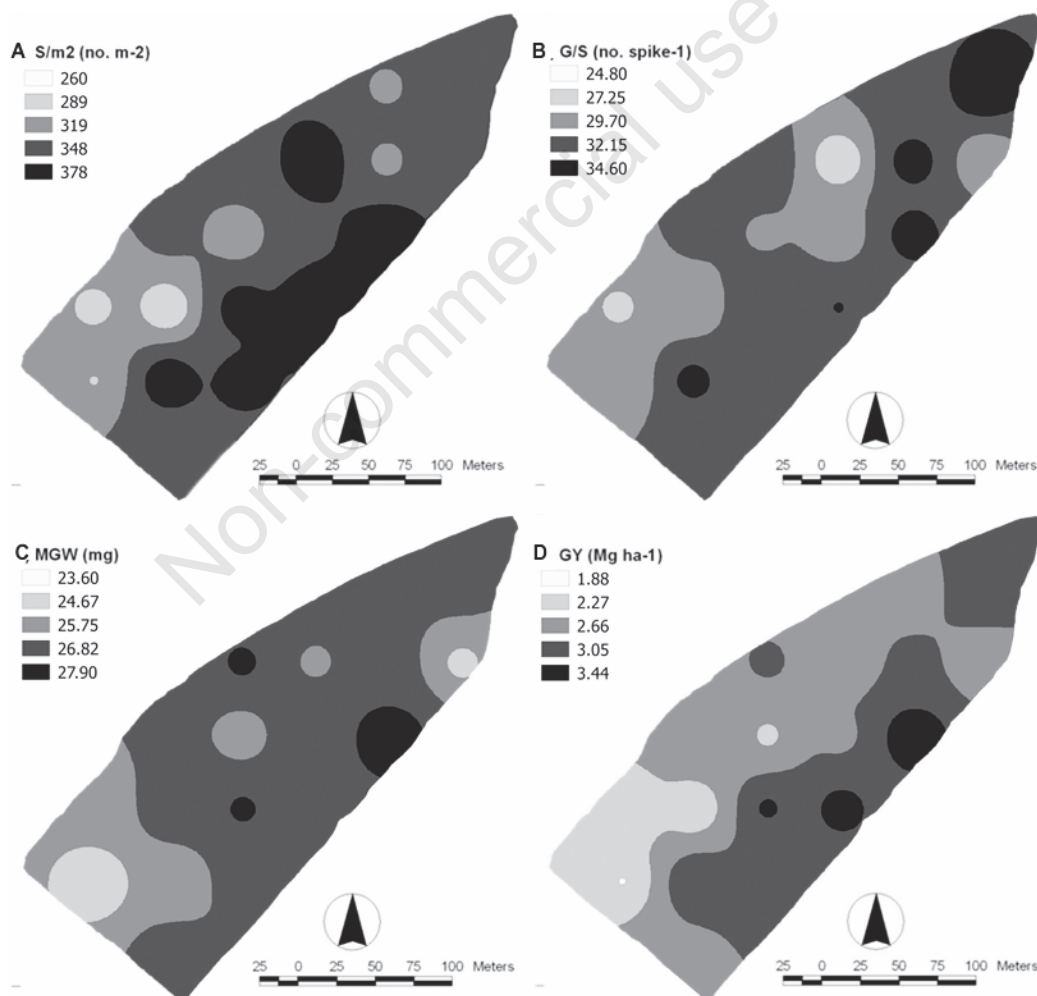 A S/m2 (no. m-2)
260
289
319
348
378
25 0 25 50 75 100 Meters
B . G/S (no. spike-1)
24.80
27.25
29.70
32.15
34.60
25 0 25 50 75 100 Meters
C, MGW (mg)
23.60
24.67
25.75
26.82
27.90
25 0 25 50 75 100 Meters
D GY (Mg ha-1)
1.88
2.27
2.66
3.05
3.44
25 0 25 50 75 100 Meters
Non-commercial use